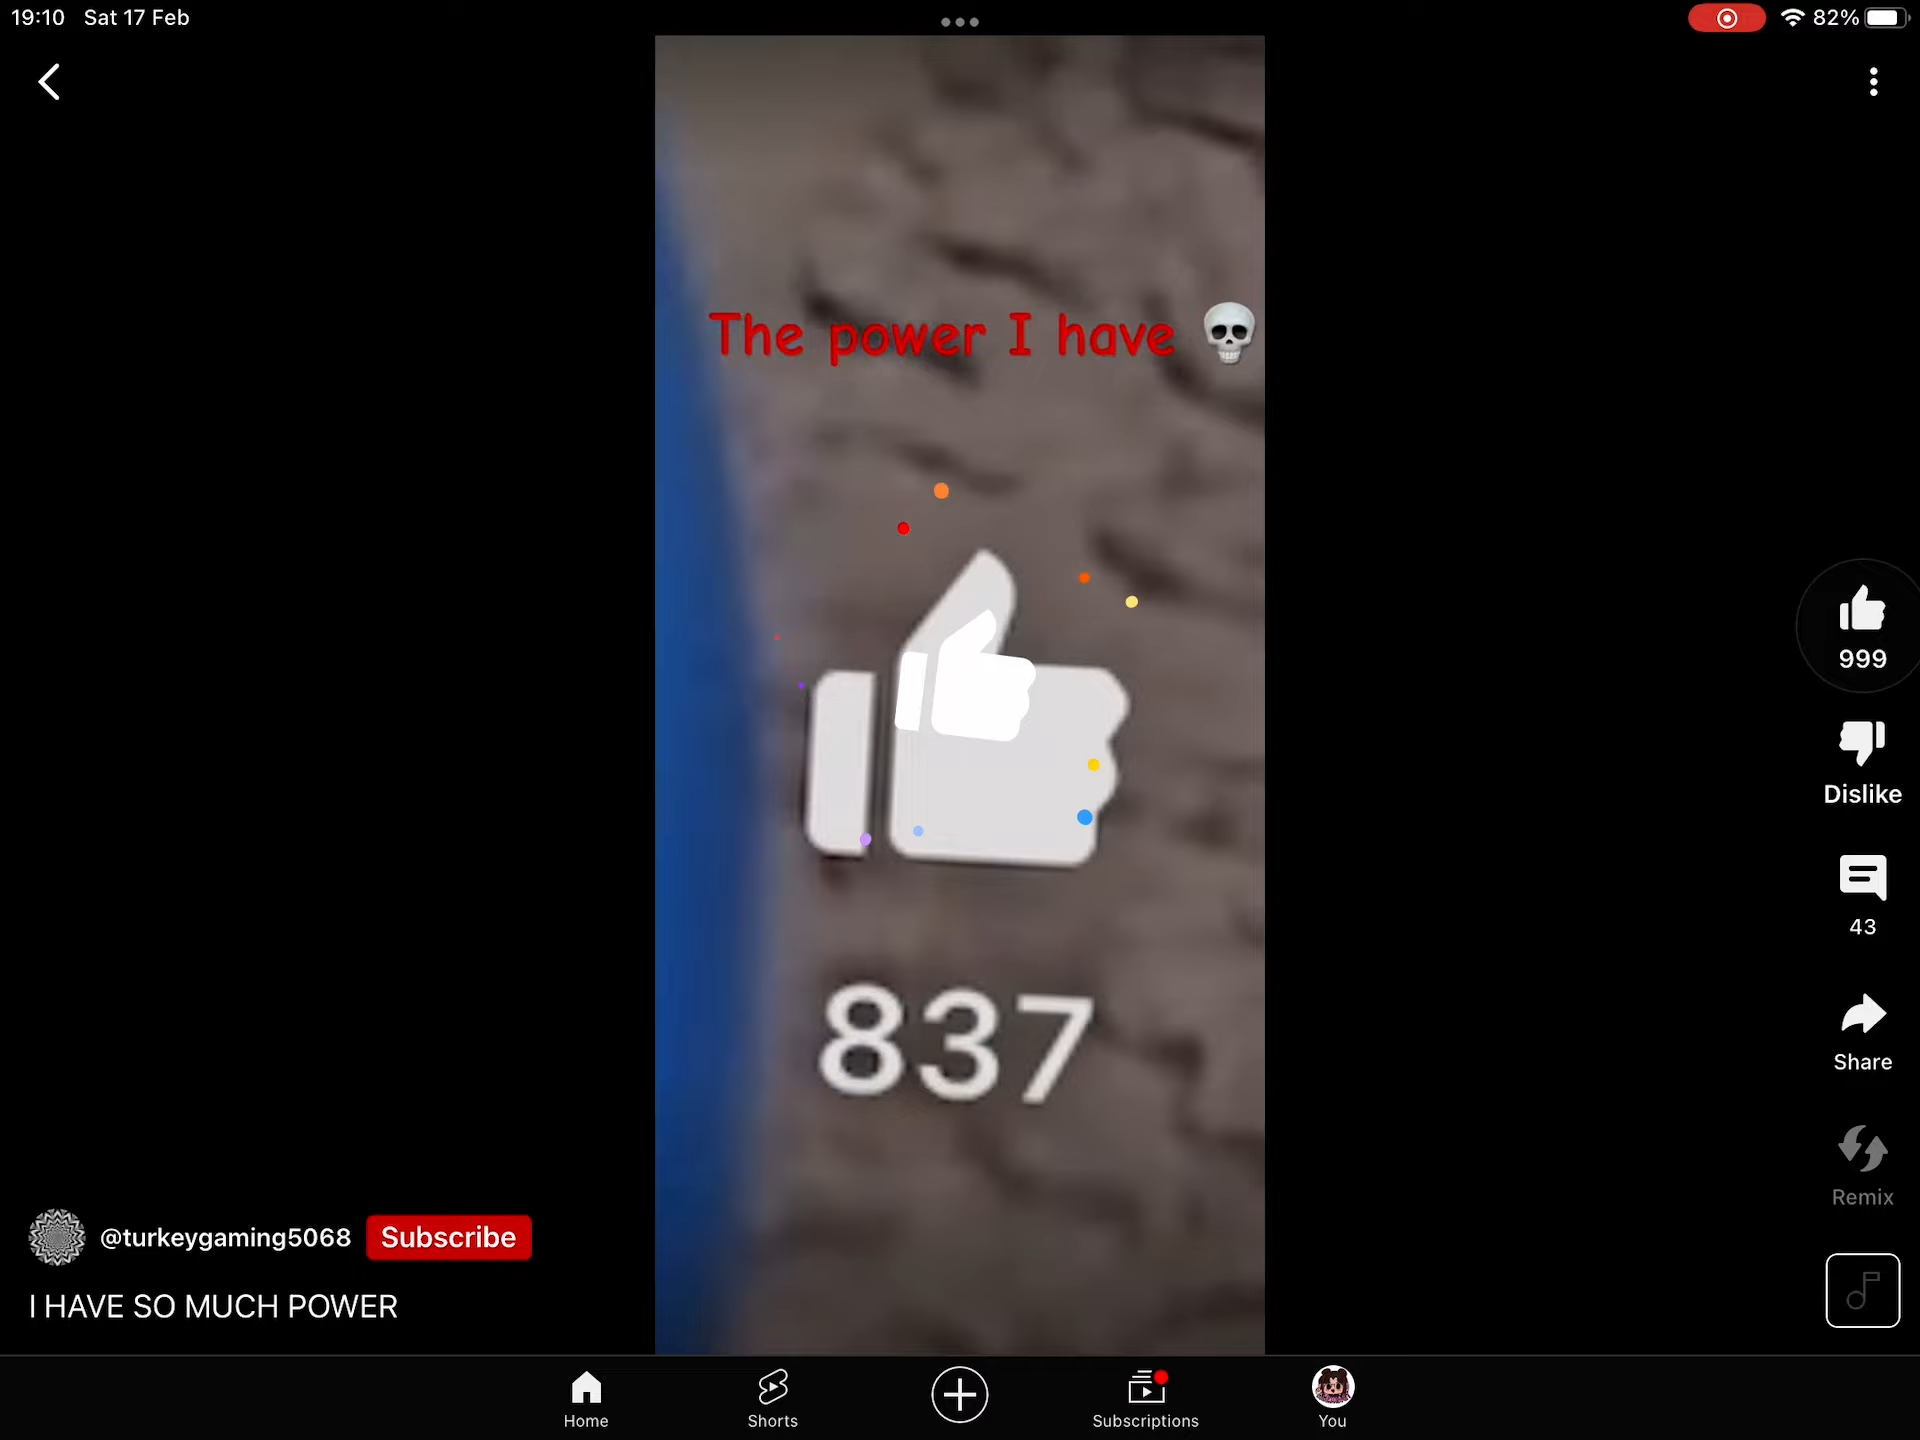 19:10 Sat 17 Feb
82%
The power I have
837
999
Dislike
43
Share
Remix
@turkeygaming5068 Subscribe
I HAVE SO MUCH POWER
Home Shorts Subscriptions You